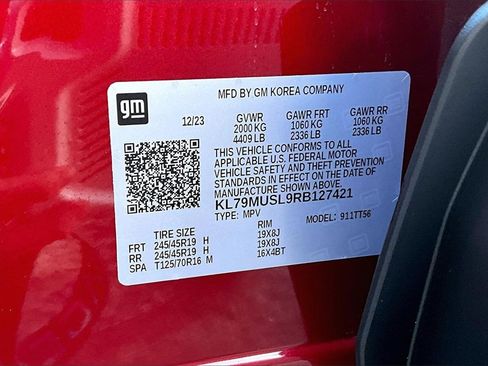 gm
MFD BY GM KOREA COMPANY
12/23 GVWR GAWR FRT GAWR RR
2000 KG 1060 KG 1060 KG
4409 LB 2336 LB 2336 LB
THIS VEHICLE CONFORMS TO ALL
APPLICABLE U.S. FEDERAL MOTOR
VEHICLE SAFETY AND THEFT PREVENTION
STANDARDS IN EFFECT ON THE DATE OF
MANUFACTURE SHOWN ABOVE.
KL79MUSL9RB127421
TYPE: MPV MODEL: 911TT56
TIRE SIZE RIM
FRT 245/45R19 H 19X8J
RR 245/45R19 H 19X8J
SPA T125/70R16 M 16X4BT